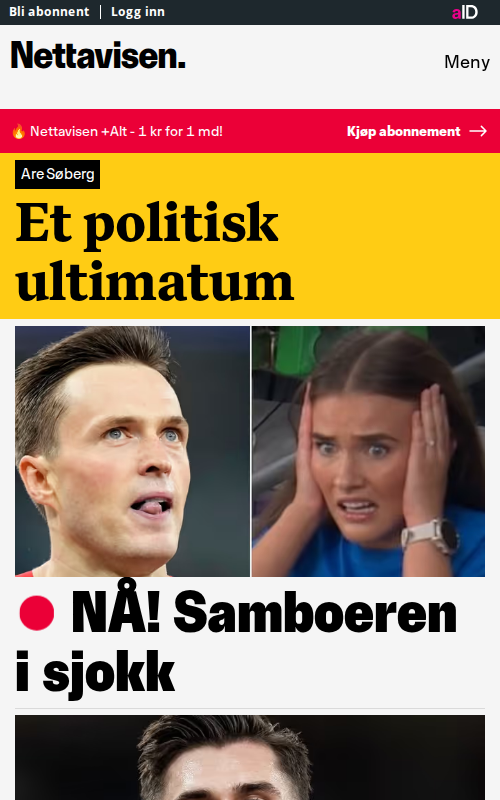 Bli abonnent
Logg inn
aID
Nettavisen.
Meny
Nettavisen +Alt - 1 kr for 1 md!
Kjøp abonnement
Are Søberg
Et politisk
ultimatum
NÅ! Samboeren
i sjokk